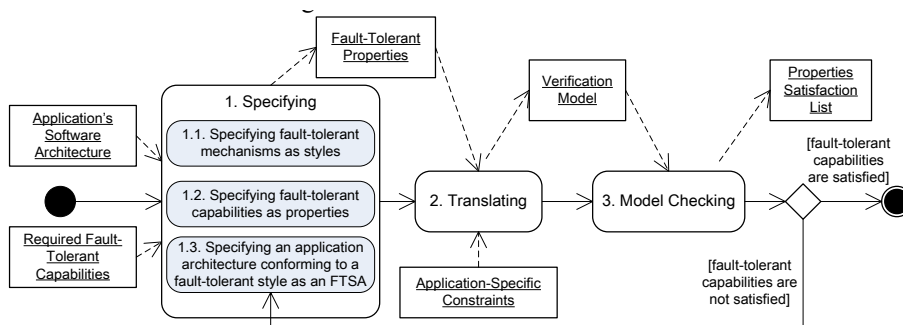 Fault-Tolerant
Properties
Verification
Model
Properties
Satisfaction
List
1. Specifying
Application's
Software
Architecture
1.1. Specifying fault-tolerant
mechanisms as styles
[fault-tolerant
capabilities
are satisfied]
1.2. Specifying fault-tolerant
capabilities as properties
2. Translating
3. Model Checking
Required Fault-
Tolerant
Capabilities
1.3. Specifying an application
architecture conforming to a
fault-tolerant style as an FTSA
Application-Specific
Constraints
[fault-tolerant
capabilities are
not satisfied]